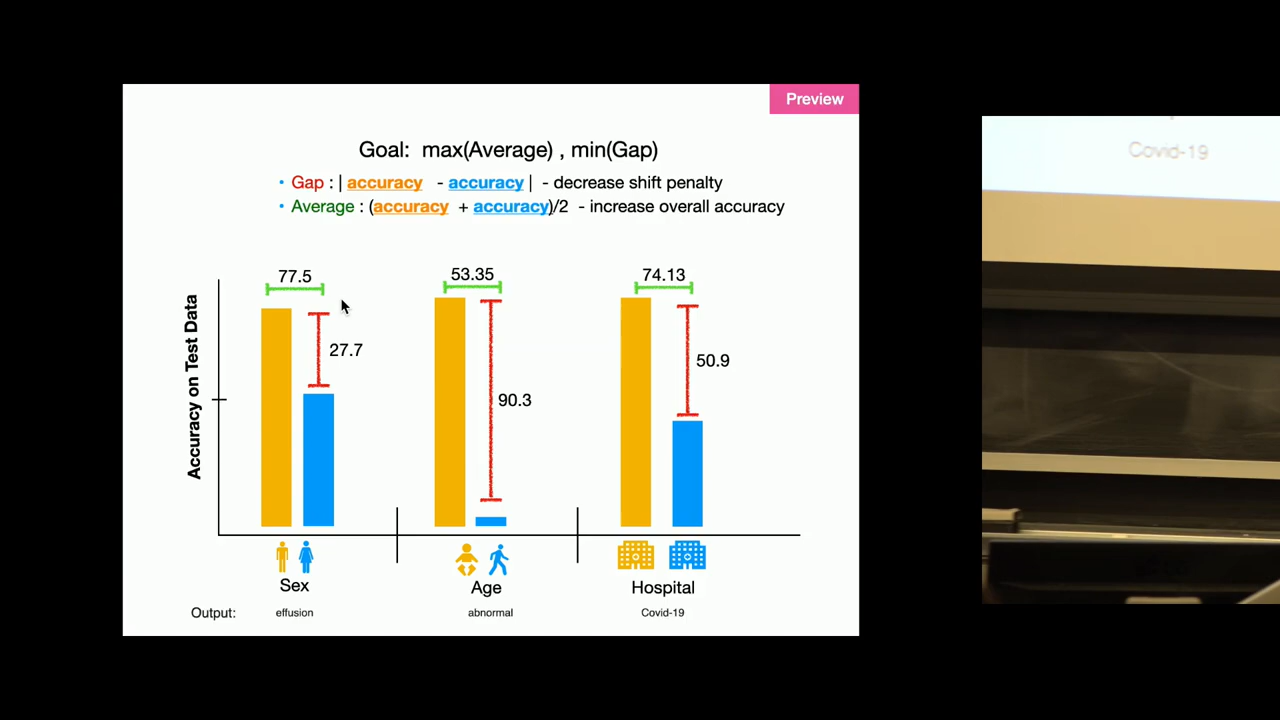 Preview
Goal: max(Average) , min(Gap)
• Gap : | accuracy - accuracy | - decrease shift penalty
• Average : (accuracy + accuracy)/2 - increase overall accuracy
Covid-19
77.5
53.35
74.13
27.7
90.3
50.9
Accuracy on Test Data
Sex
Age
Hospital
Output:
effusion
abnormal
Covid-19